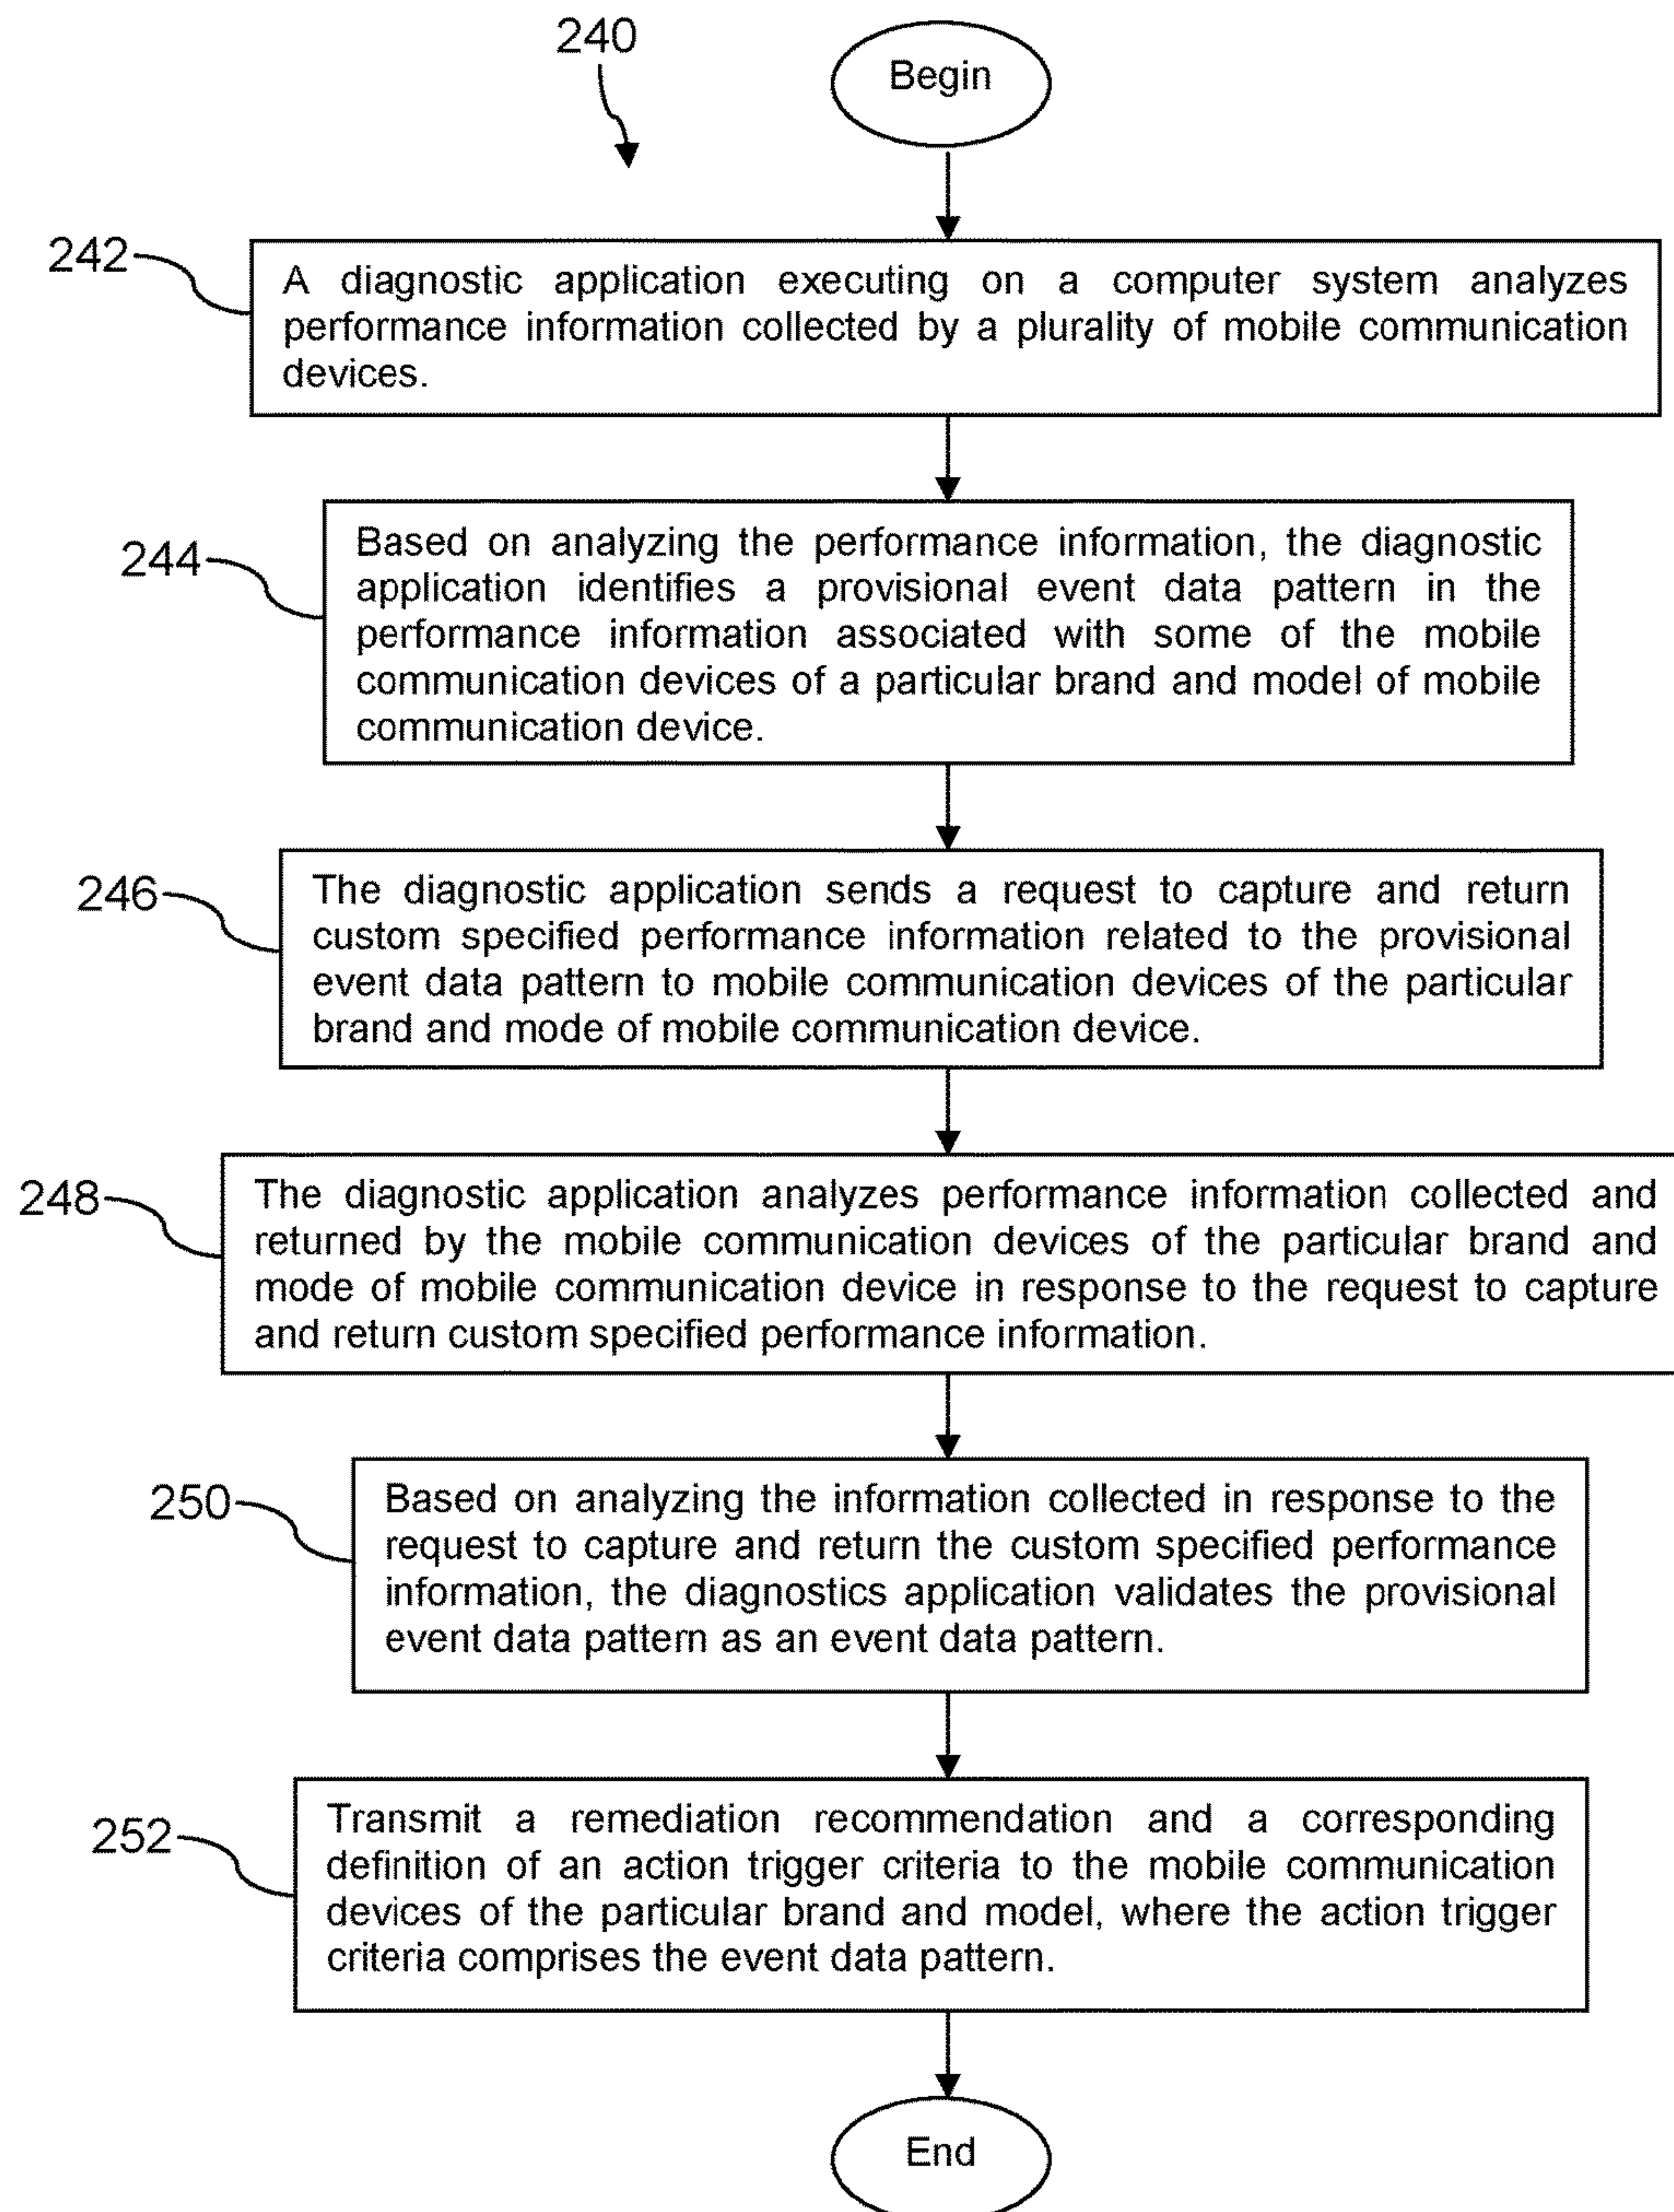 240
Begin
242
A diagnostic application executing on a computer system analyzes
performance information collected by a plurality of mobile communication
devices.
244
Based on analyzing the performance information, the diagnostic
application identifies a provisional event data pattern in the
performance information associated with some of the mobile
communication devices of a particular brand and model of mobile
communication device.
246
The diagnostic application sends a request to capture and return
custom specified performance information related to the provisional
event data pattern to mobile communication devices of the particular
brand and mode of mobile communication device.
248
The diagnostic application analyzes performance information collected and
returned by the mobile communication devices of the particular brand and
mode of mobile communication device in response to the request to capture
and return custom specified performance information.
250
Based on analyzing the information collected in response to the
request to capture and return the custom specified performance
information, the diagnostics application validates the provisional
event data pattern as an event data pattern.
252
Transmit a remediation recommendation and a corresponding
definition of an action trigger criteria to the mobile communication
devices of the particular brand and model, where the action trigger
criteria comprises the event data pattern.
End